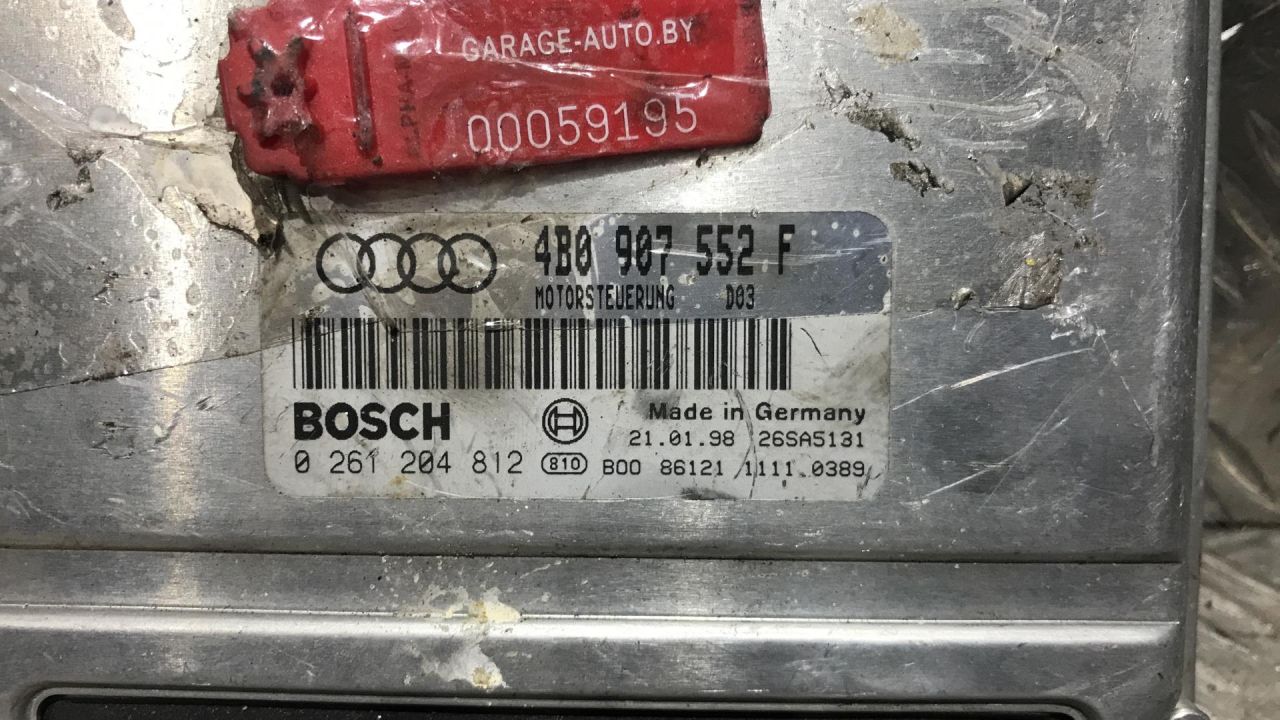 GARAGE-AUTO.BY
00059195
4B0 907 552 F
MOTORSTEUERUNG D03
BOSCH
Made in Germany
21.01.98 26SA5131
0 261 204 812 810 B00 86121 1111 0389